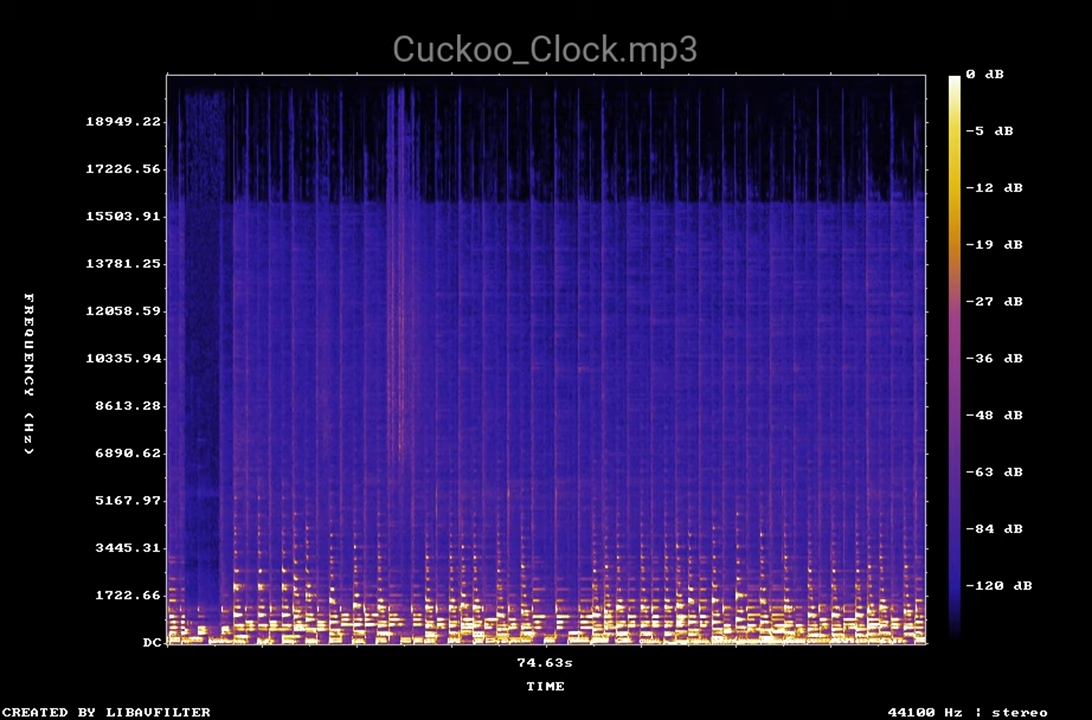 Cuckoo_Clock.mp3
0 dB
18949.22
-5 dB
17226.56
-12 dB
15503.91
-19 dB
13781.25
-27 dB
12058.59
10335.94
-36 dB
8613.28
-48 dB
FREQUENCY (Hz)
6890.62
-63 dB
5167.97
-84 dB
3445.31
-120 dB
1722.66
DC
74.63s
TIME
CREATED BY LIBAVFILTER
44100 Hz | stereo